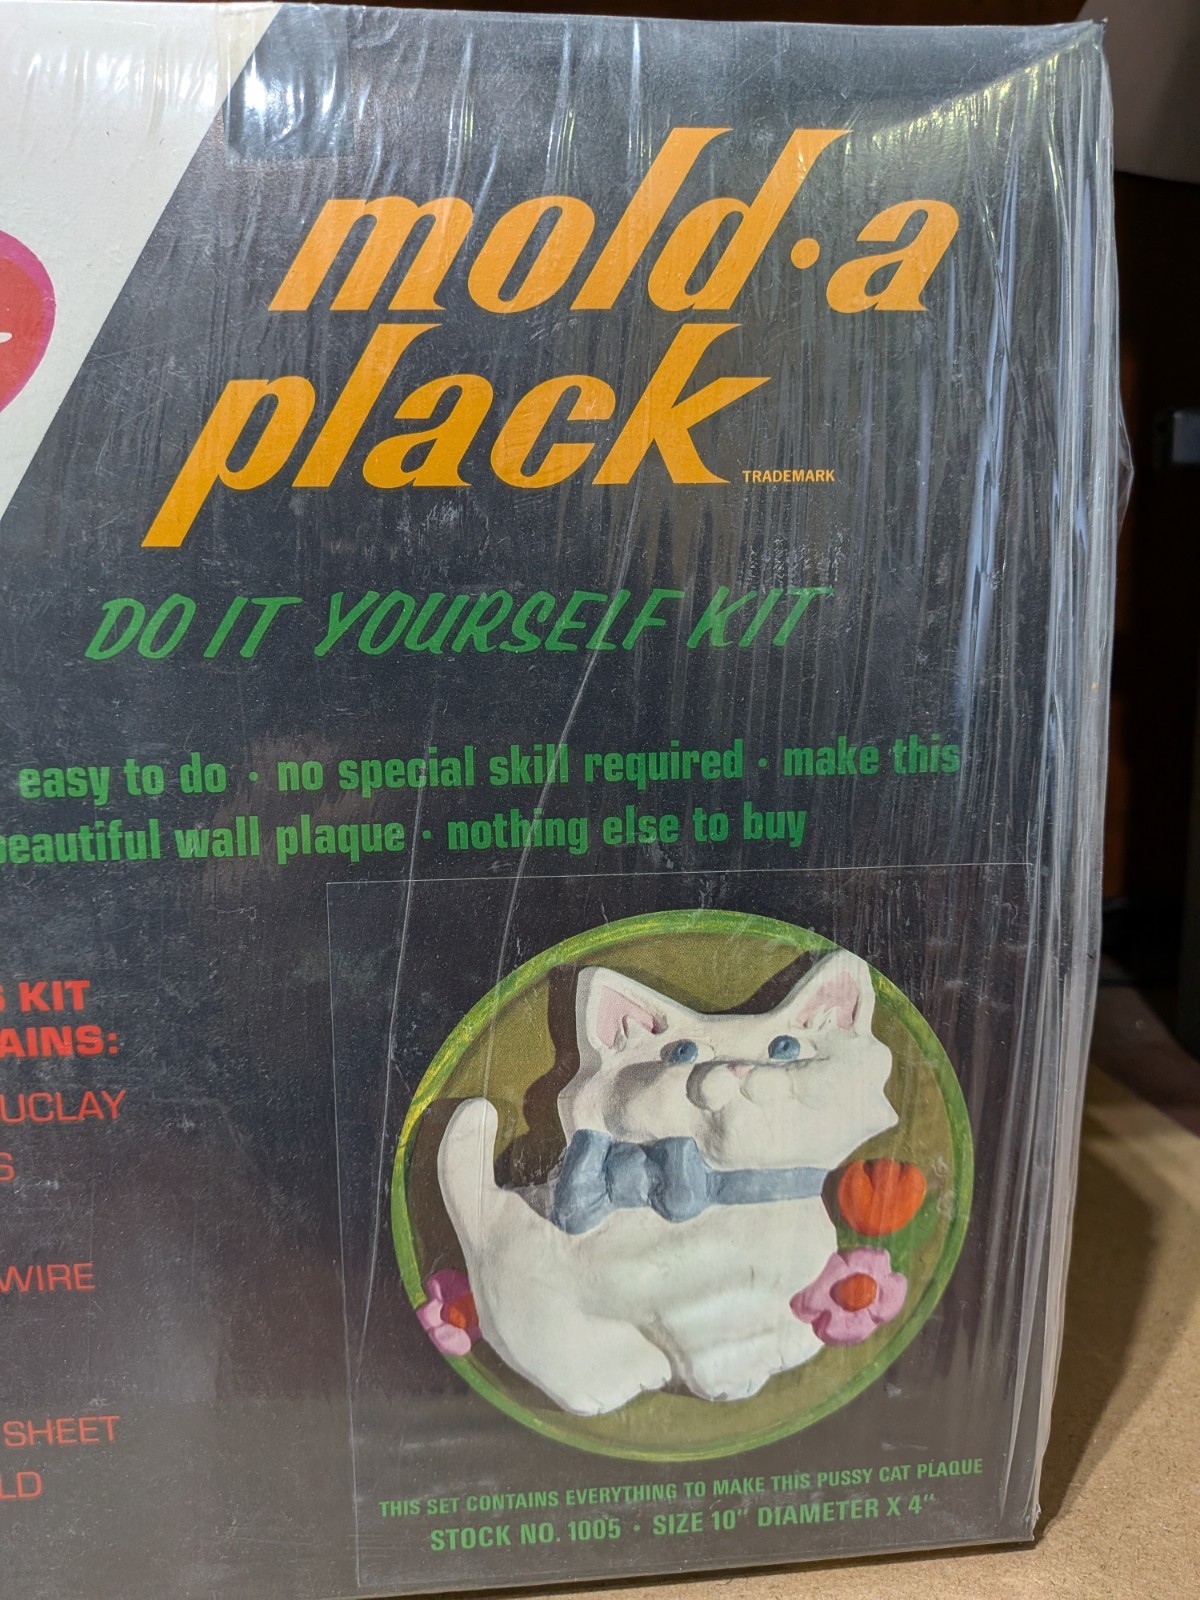 mold·a
plack
TRADEMARK
DO IT YOURSELF KIT
easy to do · no special skill required · make this
beautiful wall plaque · nothing else to buy
KIT
AINS:
UCLAY
S
WIRE
SHEET
LD
THIS SET CONTAINS EVERYTHING TO MAKE THIS PUSSY CAT PLAQUE
STOCK NO. 1005 · SIZE 10" DIAMETER X 4"